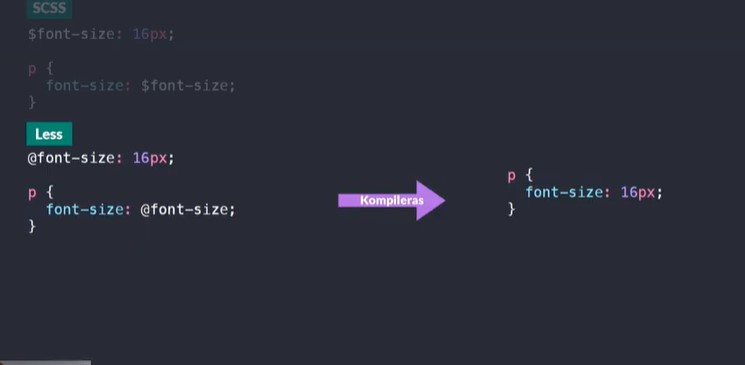 SCSS
$font-size: 16px;
p {
font-size: $font-size;
}
Less
@font-size: 16px;
p {
font-size: @font-size;
}
Kompileras
p {
font-size: 16px;
}